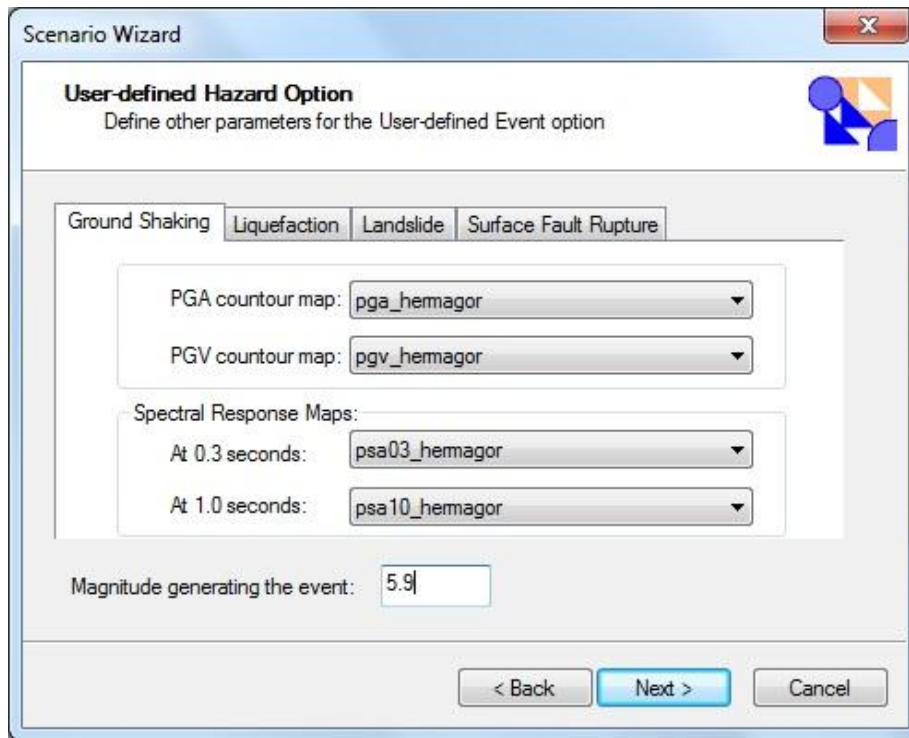 Scenario Wizard
User-defined Hazard Option
Define other parameters for the User-defined Event option
Ground Shaking Liquefaction Landslide Surface Fault Rupture
PGA countour map: pga_hermagor
PGV countour map: pgv_hermagor
Spectral Response Maps:
At 0.3 seconds: psa03_hermagor
At 1.0 seconds: psa10_hermagor
Magnitude generating the event: 5.9
< Back Next > Cancel